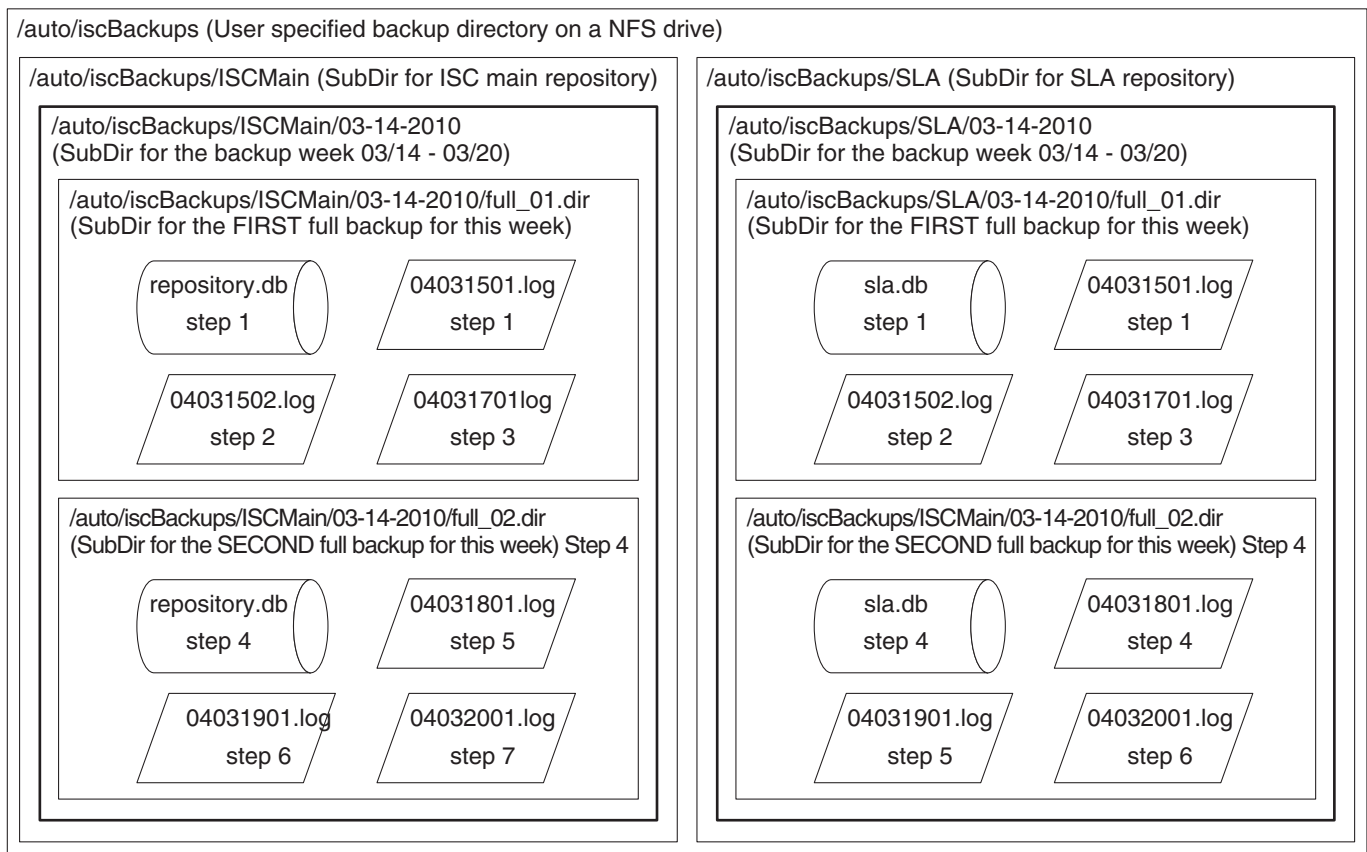 /auto/iscBackups (User specified backup directory on a NFS drive)
/auto/iscBackups/ISCMain (SubDir for ISC main repository)
/auto/iscBackups/ISCMain/03-14-2010
(SubDir for the backup week 03/14 - 03/20)
/auto/iscBackups/ISCMain/03-14-2010/full_01.dir
(SubDir for the FIRST full backup for this week)
repository.db
step 1
04031501.log
step 1
04031502.log
step 2
04031701log
step 3
/auto/iscBackups/ISCMain/03-14-2010/full_02.dir
(SubDir for the SECOND full backup for this week) Step 4
repository.db
step 4
04031801.log
step 5
04031901.log
step 6
04032001.log
step 7
/auto/iscBackups/SLA (SubDir for SLA repository)
/auto/iscBackups/SLA/03-14-2010
(SubDir for the backup week 03/14 - 03/20)
/auto/iscBackups/SLA/03-14-2010/full_01.dir
(SubDir for the FIRST full backup for this week)
sla.db
step 1
04031501.log
step 1
04031502.log
step 2
04031701.log
step 3
/auto/iscBackups/ISCMain/03-14-2010/full_02.dir
(SubDir for the SECOND full backup for this week) Step 4
sla.db
step 4
04031801.log
step 4
04031901.log
step 5
04032001.log
step 6